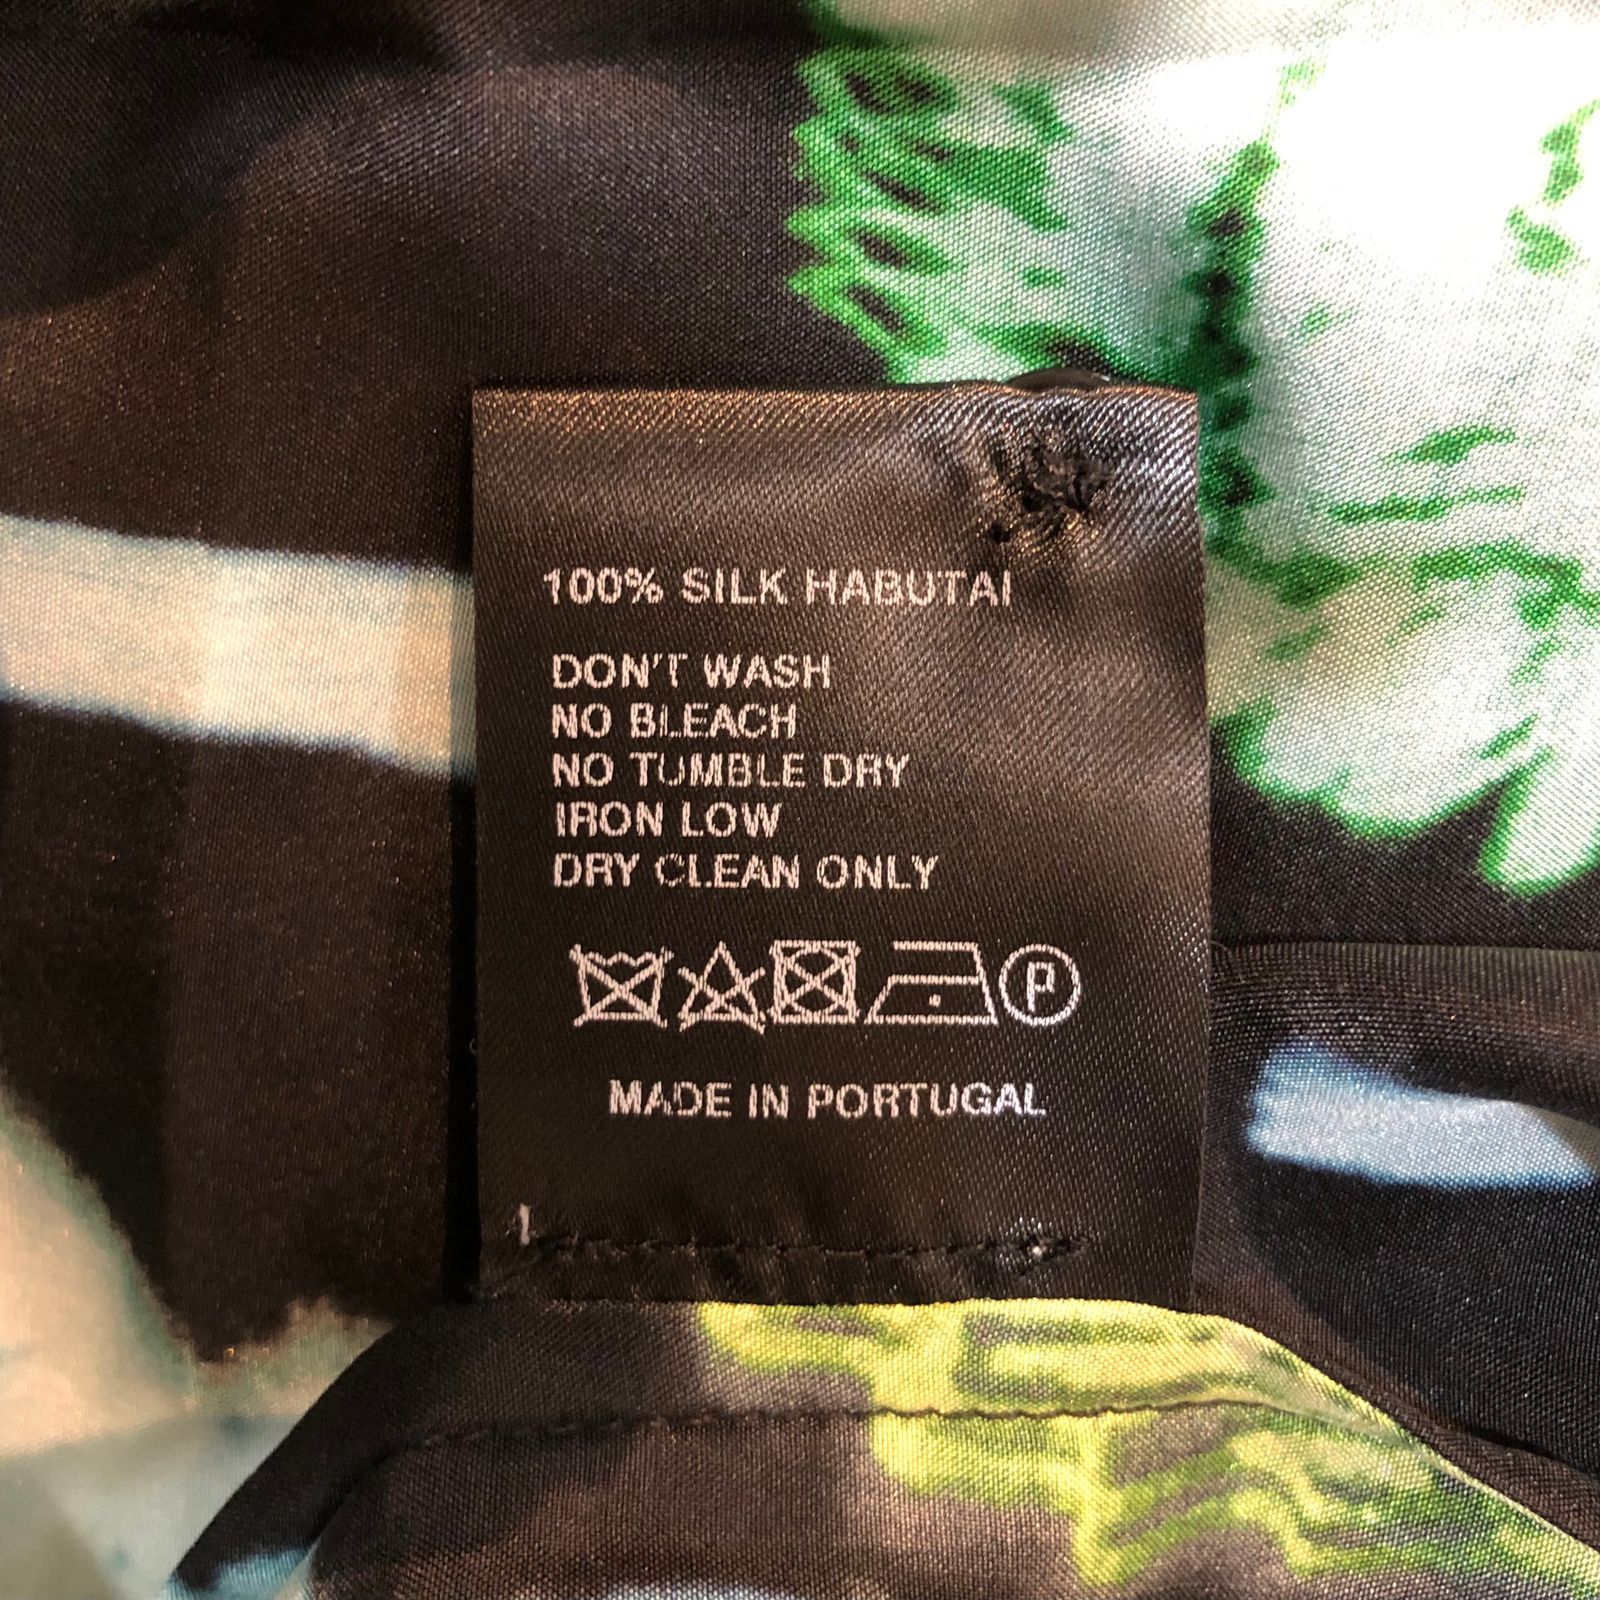 100% SILK HABUTAI
DON'T WASH
NO BLEACH
NO TUMBLE DRY
IRON LOW
DRY CLEAN ONLY
P
MADE IN PORTUGAL